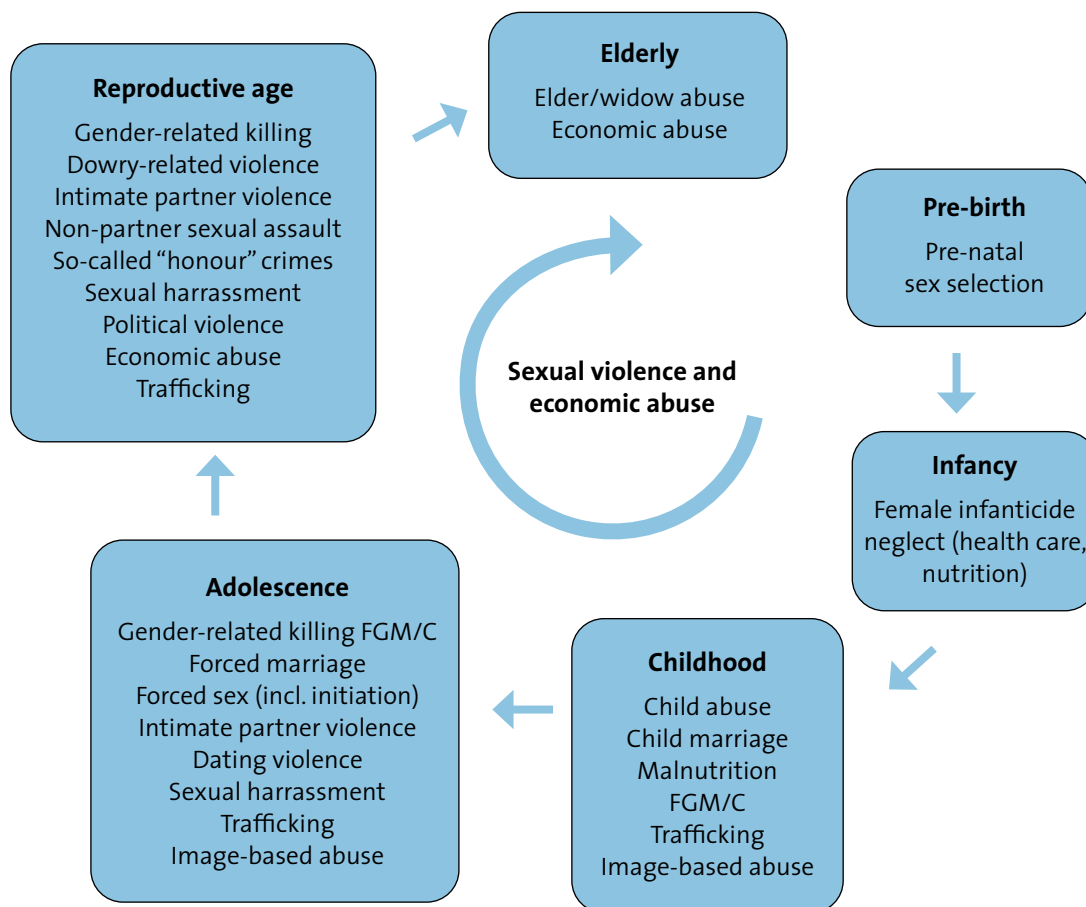 Reproductive age
Gender-related killing
Dowry-related violence
Intimate partner violence
Non-partner sexual assault
So-called “honour” crimes
Sexual harrassment
Political violence
Economic abuse
Trafficking
Elderly
Elder/widow abuse
Economic abuse
Pre-birth
Pre-natal
sex selection
Sexual violence and
economic abuse
Infancy
Female infanticide
neglect (health care,
nutrition)
Childhood
Child abuse
Child marriage
Malnutrition
FGM/C
Trafficking
Image-based abuse
Adolescence
Gender-related killing FGM/C
Forced marriage
Forced sex (incl. initiation)
Intimate partner violence
Dating violence
Sexual harrassment
Trafficking
Image-based abuse